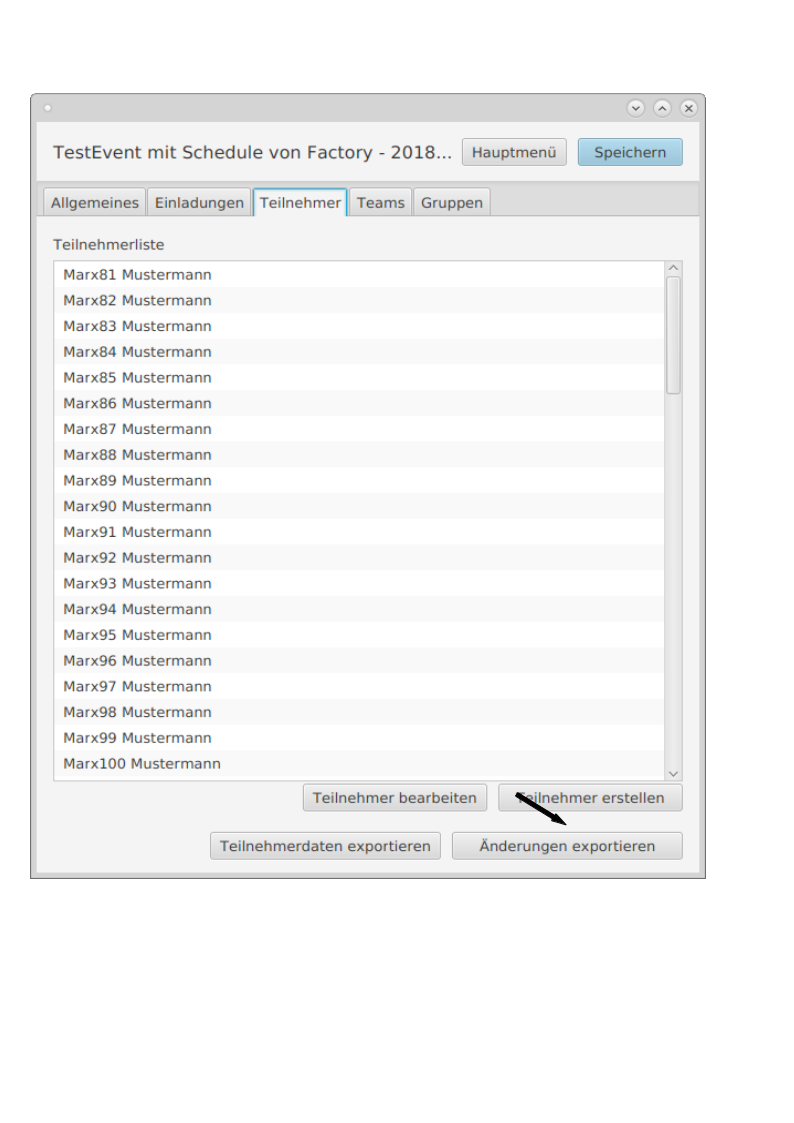 TestEvent mit Schedule von Factory - 2018... Hauptmenü Speichern
Allgemeines Einladungen Teilnehmer Teams Gruppen
Teilnehmerliste
Marx81 Mustermann
Marx82 Mustermann
Marx83 Mustermann
Marx84 Mustermann
Marx85 Mustermann
Marx86 Mustermann
Marx87 Mustermann
Marx88 Mustermann
Marx89 Mustermann
Marx90 Mustermann
Marx91 Mustermann
Marx92 Mustermann
Marx93 Mustermann
Marx94 Mustermann
Marx95 Mustermann
Marx96 Mustermann
Marx97 Mustermann
Marx98 Mustermann
Marx99 Mustermann
Marx100 Mustermann
Teilnehmer bearbeiten Teilnehmer erstellen
Teilnehmerdaten exportieren Änderungen exportieren